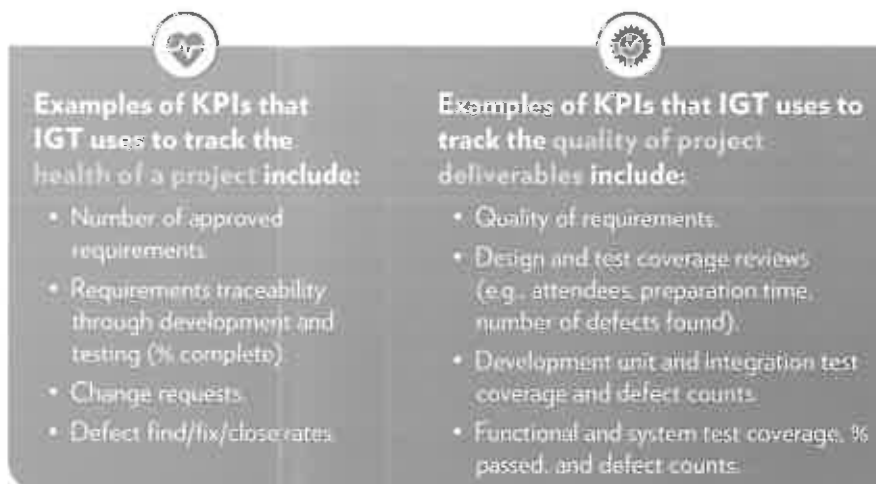 Examples of KPIs that
IGT uses to track the
health of a project include:
• Number of approved
requirements.
• Requirements traceability
through development and
testing (% complete).
• Change requests.
• Defect find/fix/close rates.
Examples of KPIs that IGT uses to
track the quality of project
deliverables include:
• Quality of requirements.
• Design and test coverage reviews
(e.g., attendees, preparation time,
number of defects found).
• Development unit and integration test
coverage and defect counts.
• Functional and system test coverage, %
passed, and defect counts.